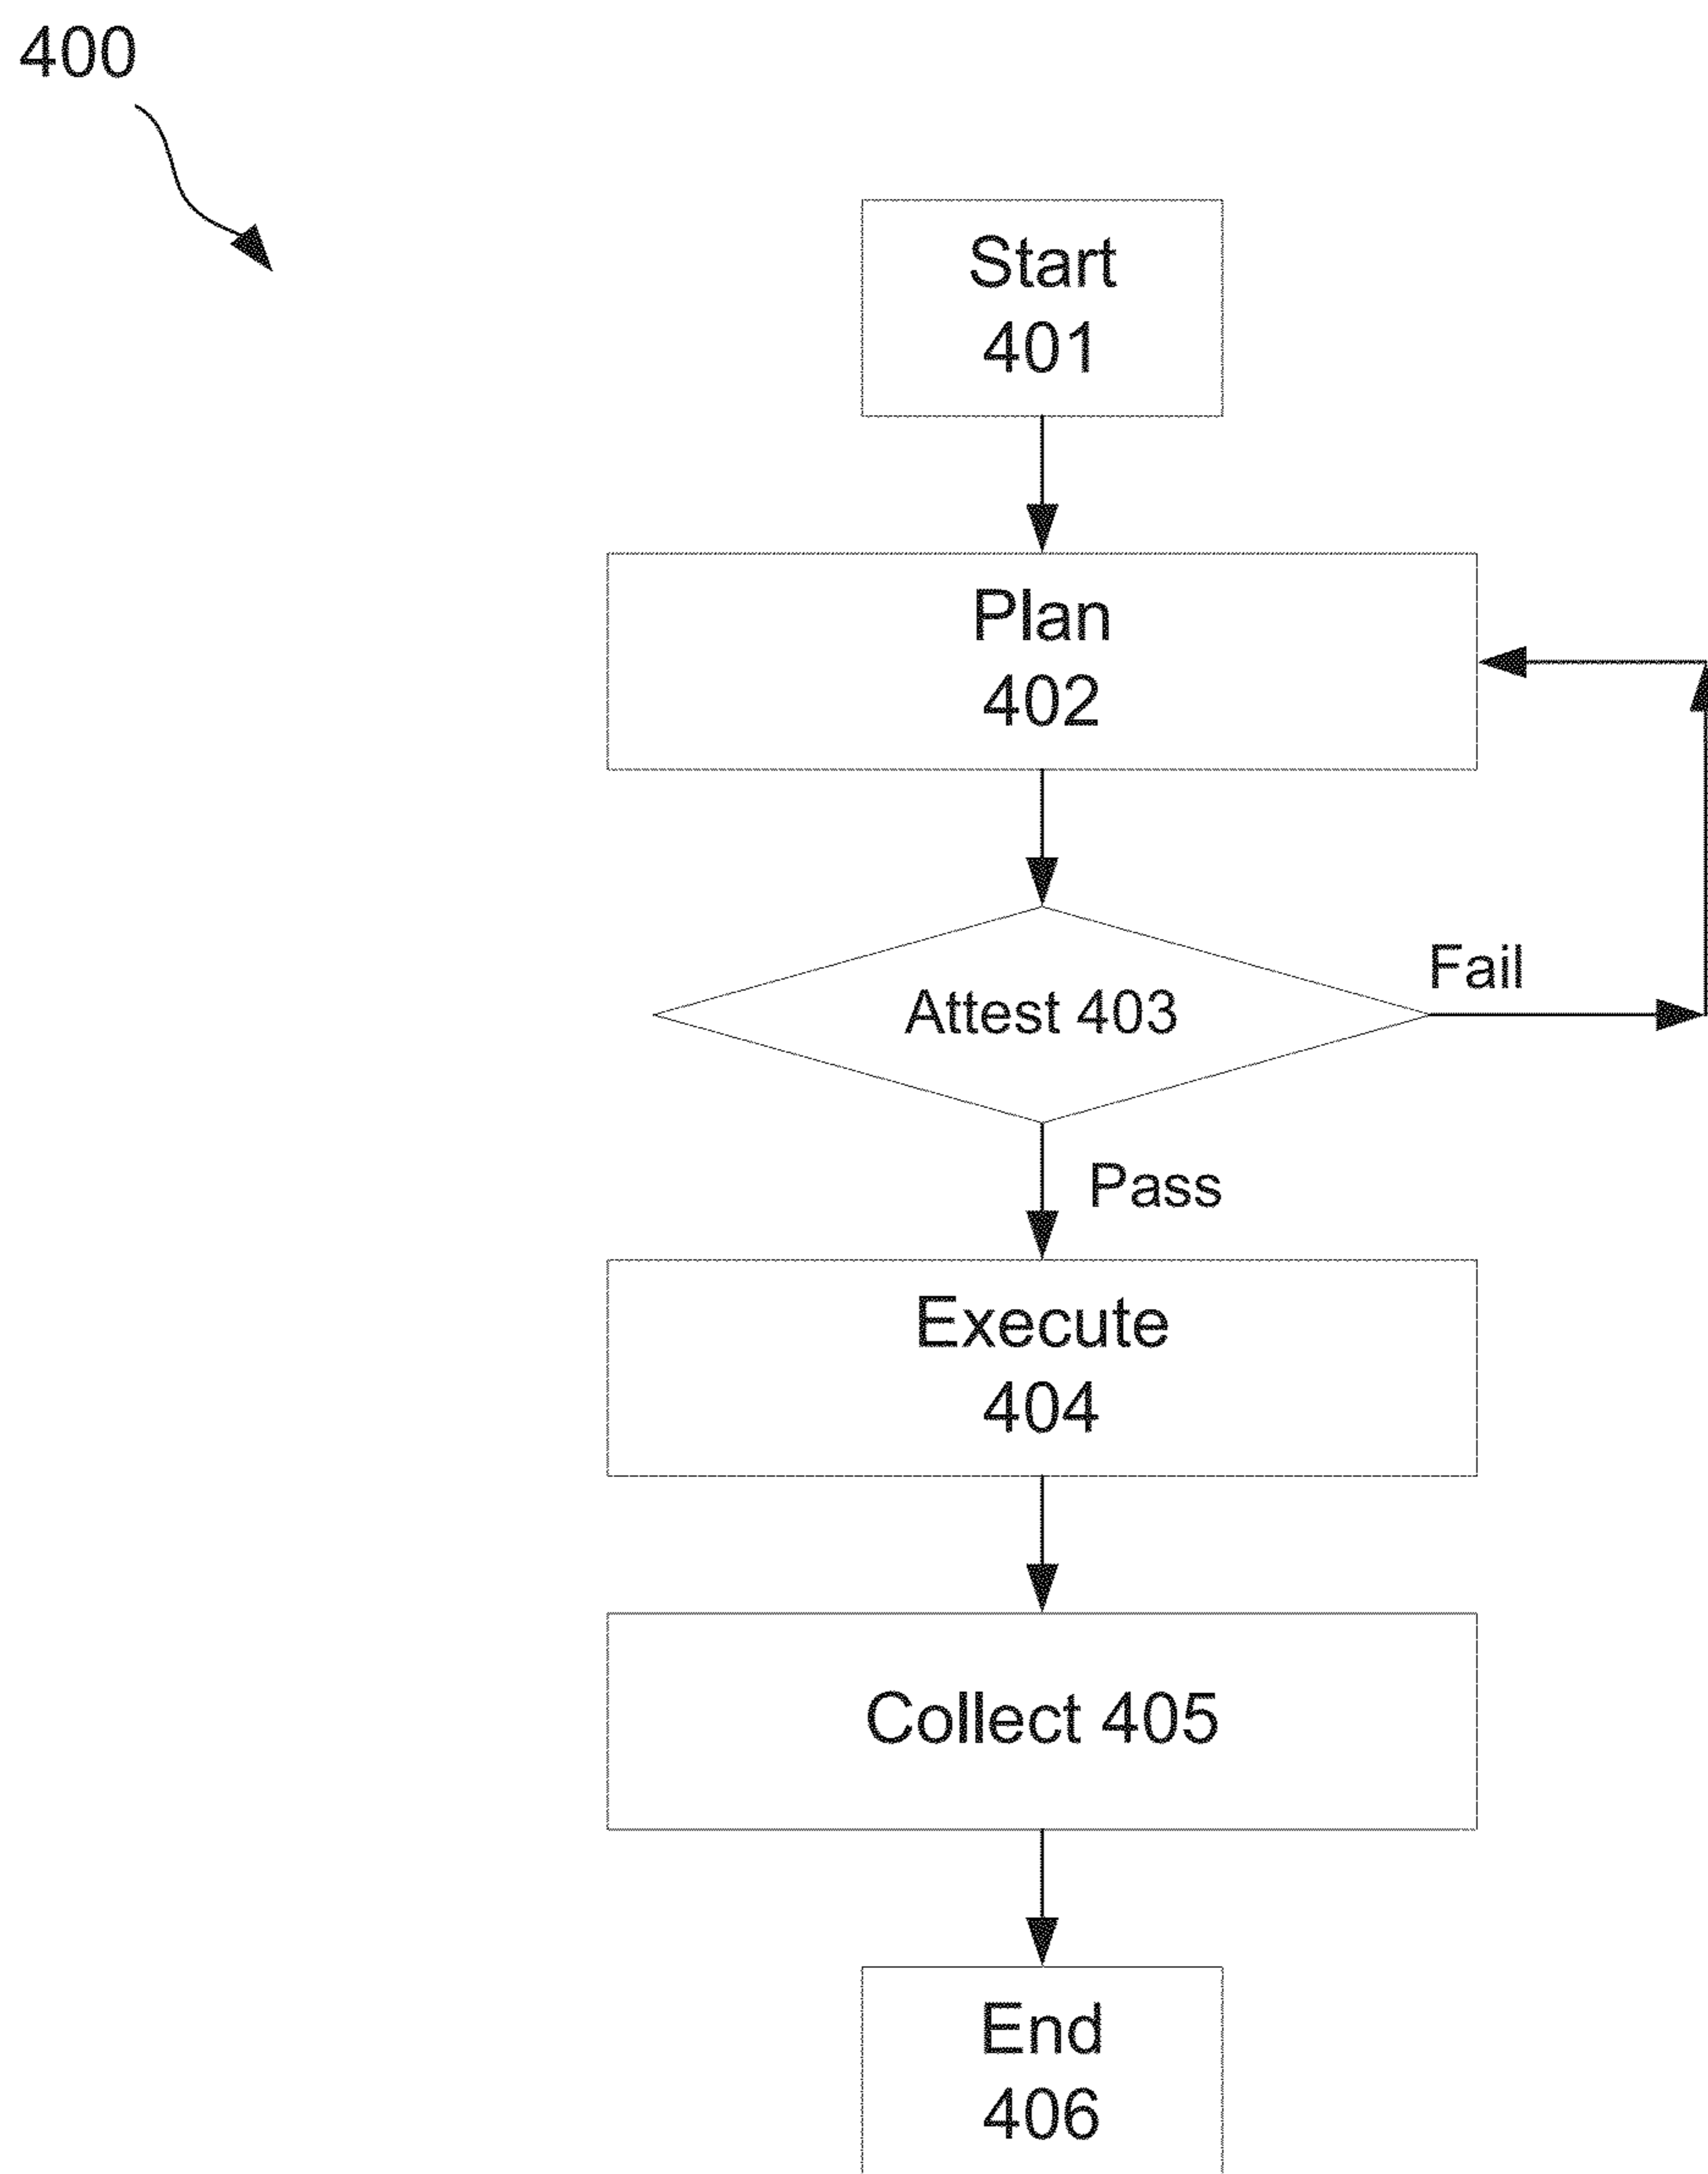 400
Start
401
Plan
402
Attest 403
Fail
Pass
Execute
404
Collect 405
End
406